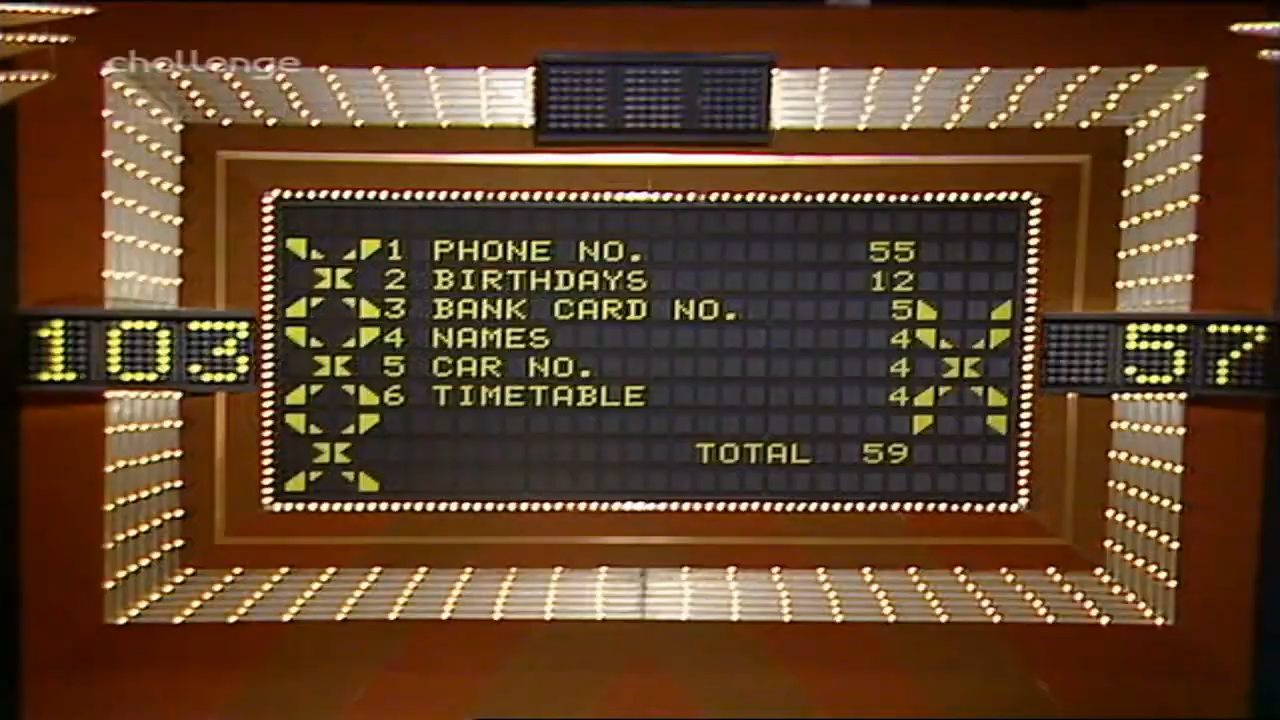 challenge
1 PHONE NO. 55
2 BIRTHDAYS 12
3 BANK CARD NO. 5
4 NAMES 4
5 CAR NO. 4
6 TIMETABLE 4
TOTAL 59
103
57